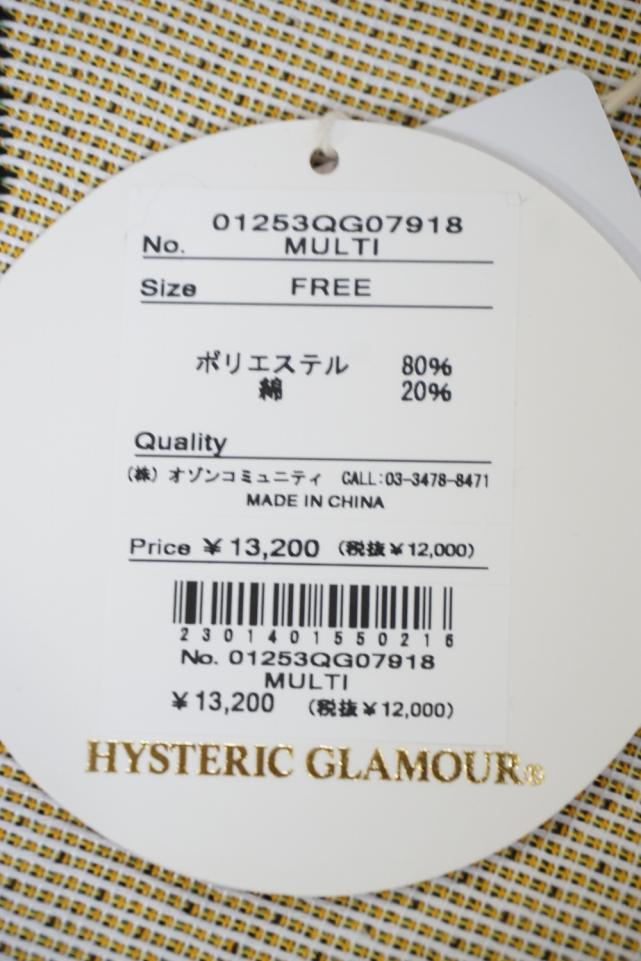 01253QG07918
No. MULTI
Size FREE
ポリエステル 80%
綿 20%
Quality
(株) オゾンコミュニティ CALL:03-3478-8471
MADE IN CHINA
Price ¥13,200 (税抜¥12,000)
2301401550216
No. 01253QG07918
MULTI
¥13,200 (税抜¥12,000)
HYSTERIC GLAMOUR®